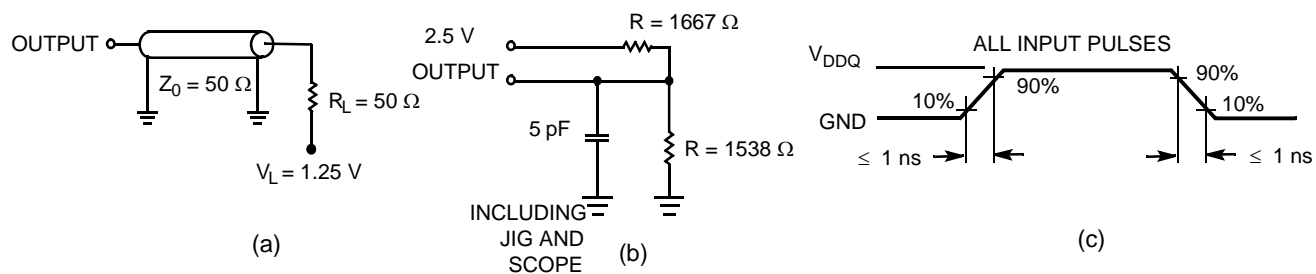 OUTPUT
Z0 = 50 Ω
RL = 50 Ω
VL = 1.25 V
(a)
R = 1667 Ω
2.5 V
OUTPUT
5 pF
R = 1538 Ω
INCLUDING
JIG AND
SCOPE
(b)
ALL INPUT PULSES
VDDQ
GND
10%
90%
90%
10%
≤ 1 ns
≤ 1 ns
(c)